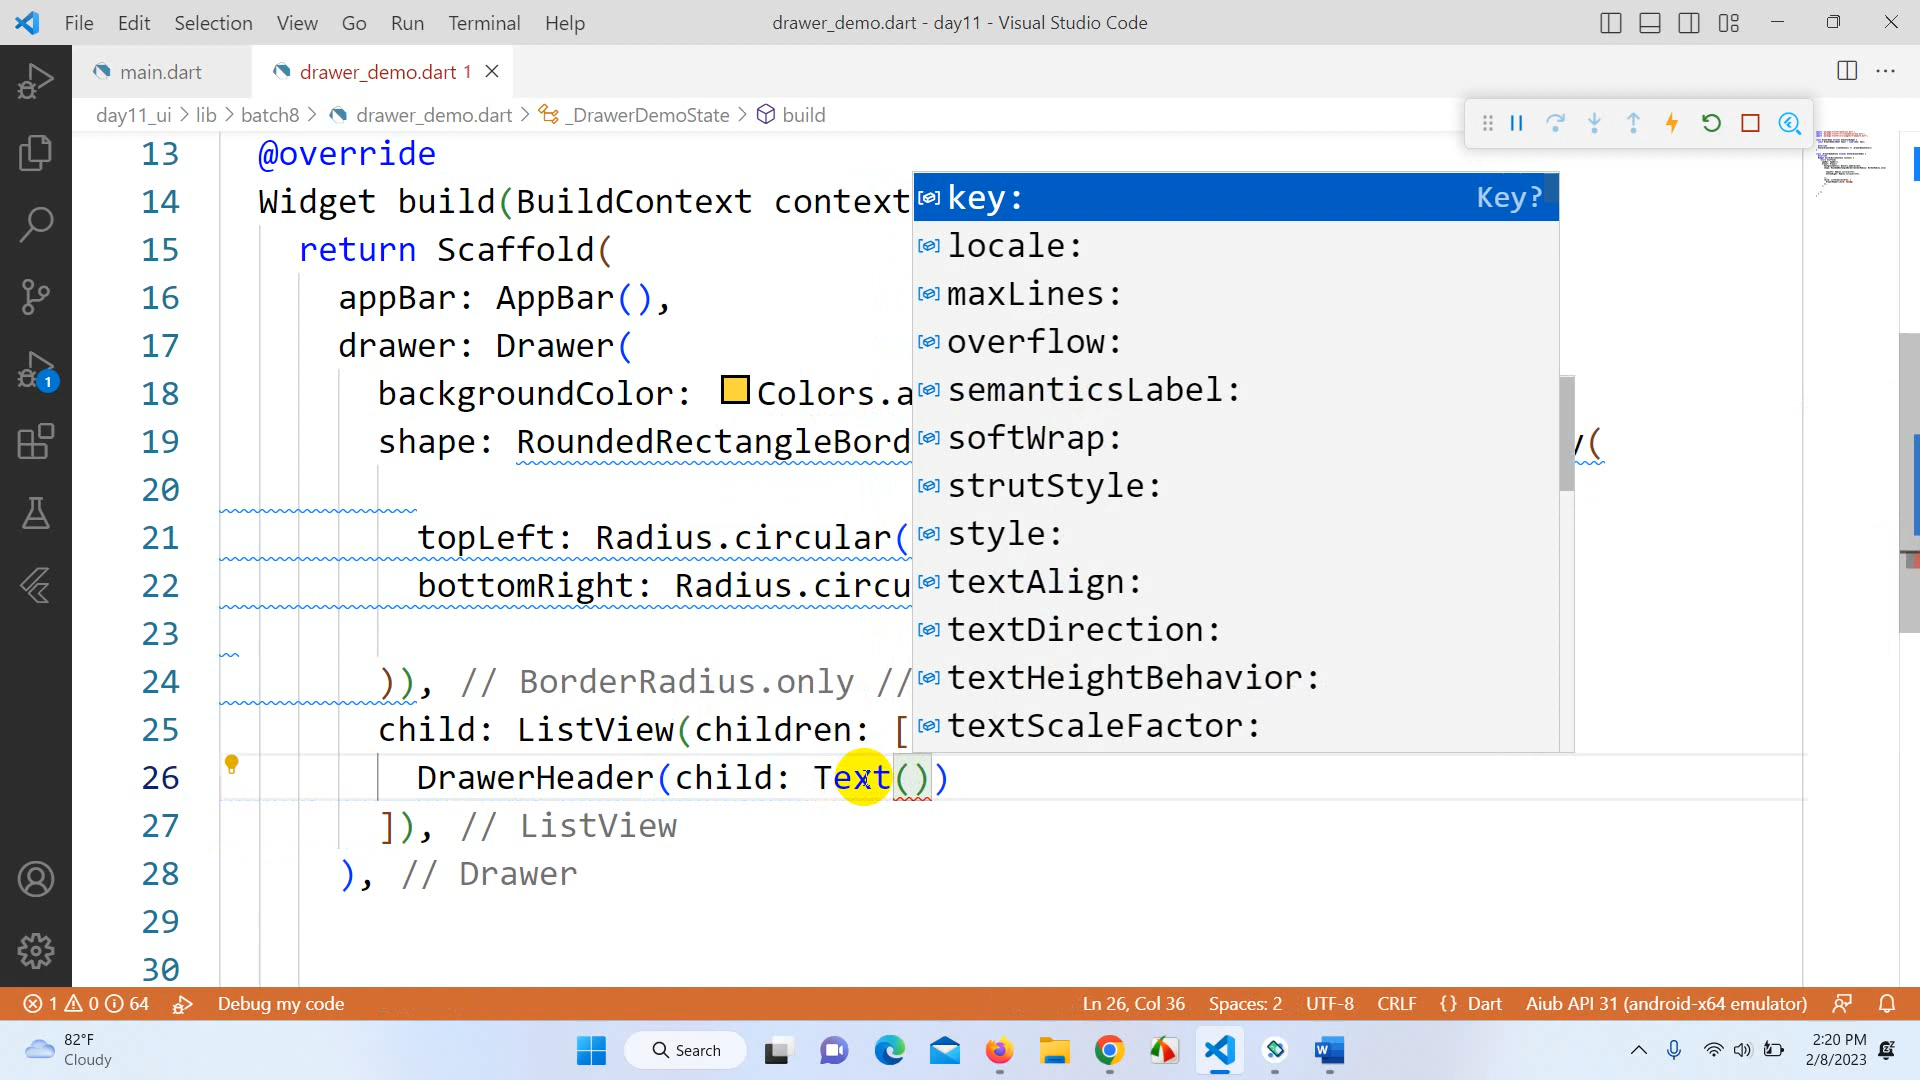 File Edit Selection View Go Run Terminal Help drawer_demo.dart - day11 - Visual Studio Code
main.dart drawer_demo.dart 1
day11_ui > lib > batch8 > drawer_demo.dart > _DrawerDemoState > build
13 @override
14 Widget build(BuildContext context
15 return Scaffold(
16 appBar: AppBar(),
17 drawer: Drawer(
18 backgroundColor: Colors.a
19 shape: RoundedRectangleBord
20
21 topLeft: Radius.circular(
22 bottomRight: Radius.circu
23
24 )), // BorderRadius.only //
25 child: ListView(children: [
26 DrawerHeader(child: Text())
27 ]), // ListView
28 ), // Drawer
29
30
key: Key?
locale:
maxLines:
overflow:
semanticsLabel:
softWrap:
strutStyle:
style:
textAlign:
textDirection:
textHeightBehavior:
textScaleFactor:
1
1 0 64 Debug my code Ln 26, Col 36 Spaces: 2 UTF-8 CRLF {} Dart Aiub API 31 (android-x64 emulator)
82°F
Cloudy
Search
2:20 PM
2/8/2023